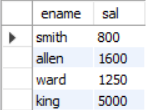 ename sal
smith 800
allen 1600
ward 1250
king 5000